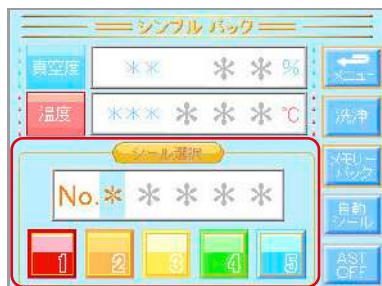 シンプル パック
真空度 ** ** %
メニュー
温度 *** *** ℃
洗浄
シール選択
メモリーパック
No.* * * * *
自動シール
1 2 3 4 5
AST OFF